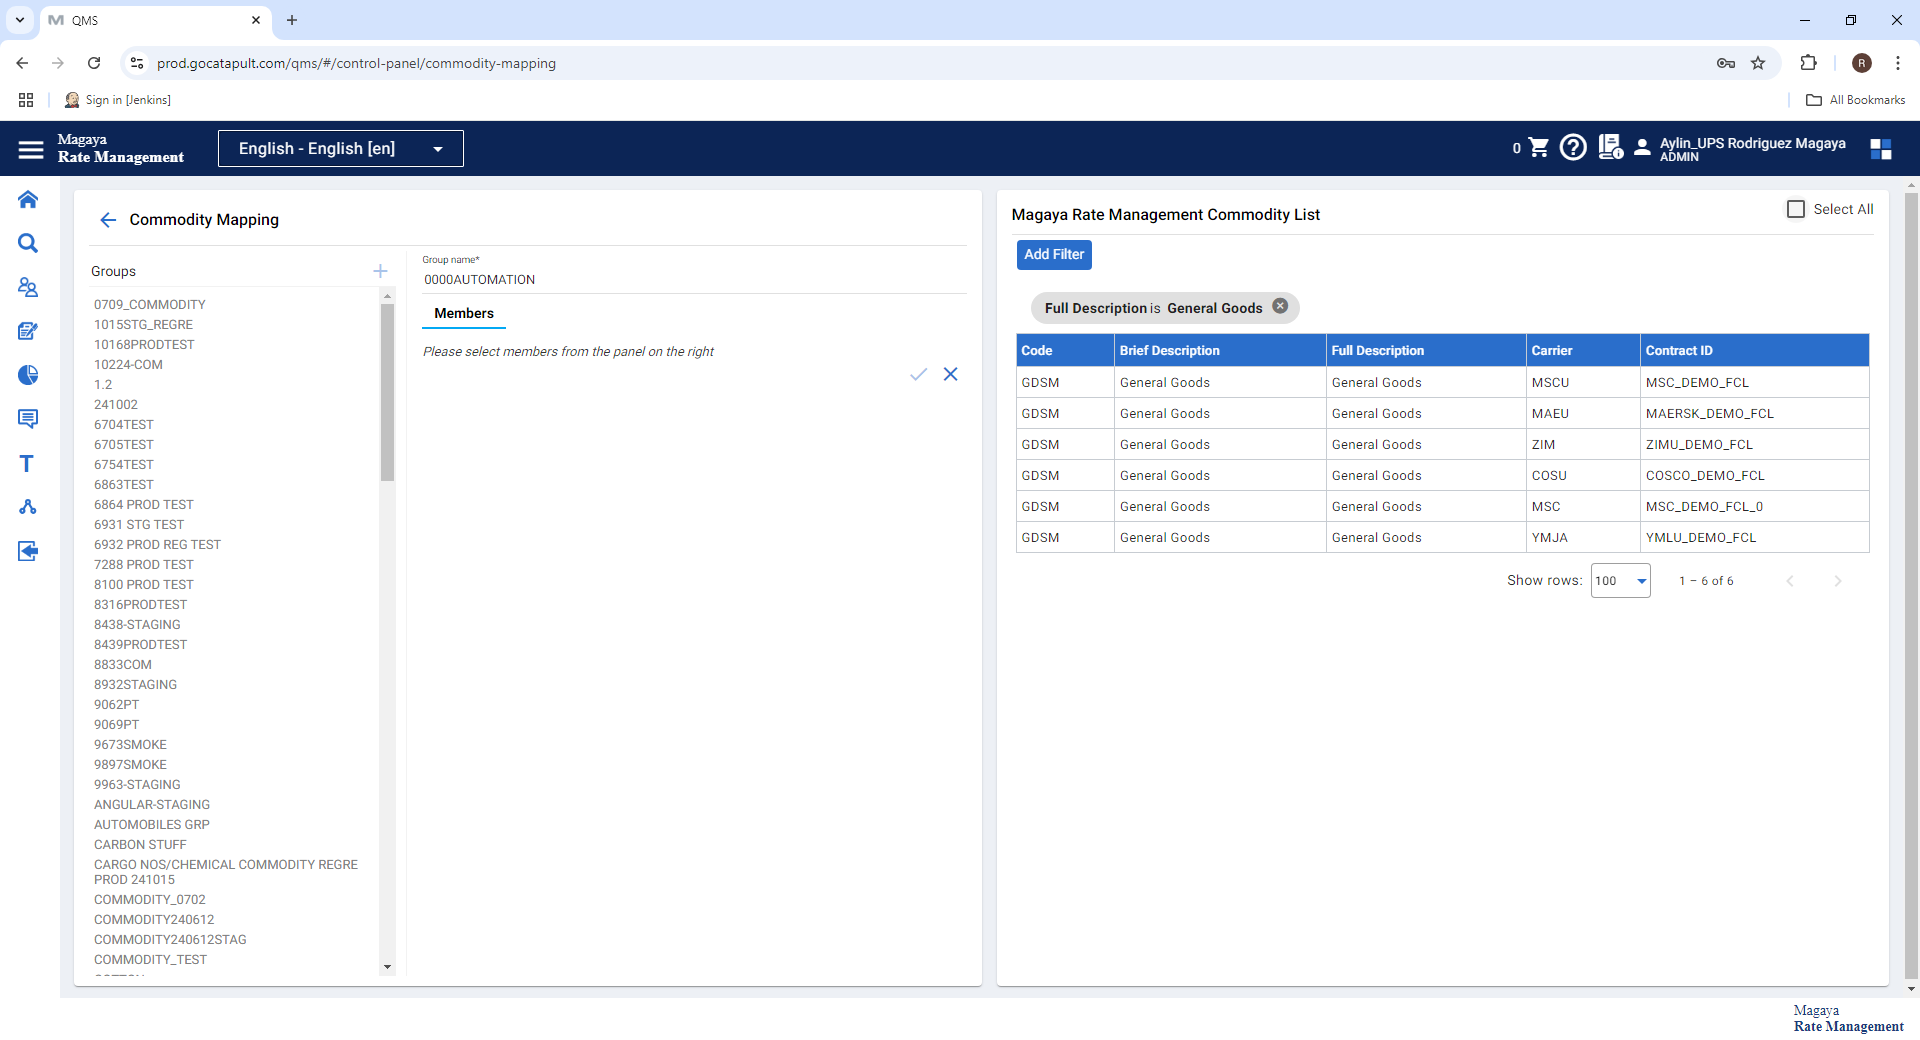 QMS
prod.gocatapult.com/qms/#/control-panel/commodity-mapping
R
Sign in [Jenkins]
All Bookmarks
Magaya
Rate Management
English - English [en]
0
Aylin_UPS Rodriguez Magaya
ADMIN
Commodity Mapping
Groups
0709_COMMODITY
1015STG_REGRE
10168PRODTEST
10224-COM
1.2
241002
6704TEST
6705TEST
6754TEST
6863TEST
6864 PROD TEST
6931 STG TEST
6932 PROD REG TEST
7288 PROD TEST
8100 PROD TEST
8316PRODTEST
8438-STAGING
8439PRODTEST
8833COM
8932STAGING
9062PT
9069PT
9673SMOKE
9897SMOKE
9963-STAGING
ANGULAR-STAGING
AUTOMOBILES GRP
CARBON STUFF
CARGO NOS/CHEMICAL COMMODITY REGRE
PROD 241015
COMMODITY_0702
COMMODITY240612
COMMODITY240612STAG
COMMODITY_TEST
Group name*
0000AUTOMATION
Members
Please select members from the panel on the right
Magaya Rate Management Commodity List
Select All
Add Filter
Full Description is General Goods
Code Brief Description Full Description Carrier Contract ID
GDSM General Goods General Goods MSCU MSC_DEMO_FCL
GDSM General Goods General Goods MAEU MAERSK_DEMO_FCL
GDSM General Goods General Goods ZIM ZIMU_DEMO_FCL
GDSM General Goods General Goods COSU COSCO_DEMO_FCL
GDSM General Goods General Goods MSC MSC_DEMO_FCL_0
GDSM General Goods General Goods YMJA YMLU_DEMO_FCL
Show rows: 100 1 – 6 of 6
Magaya
Rate Management